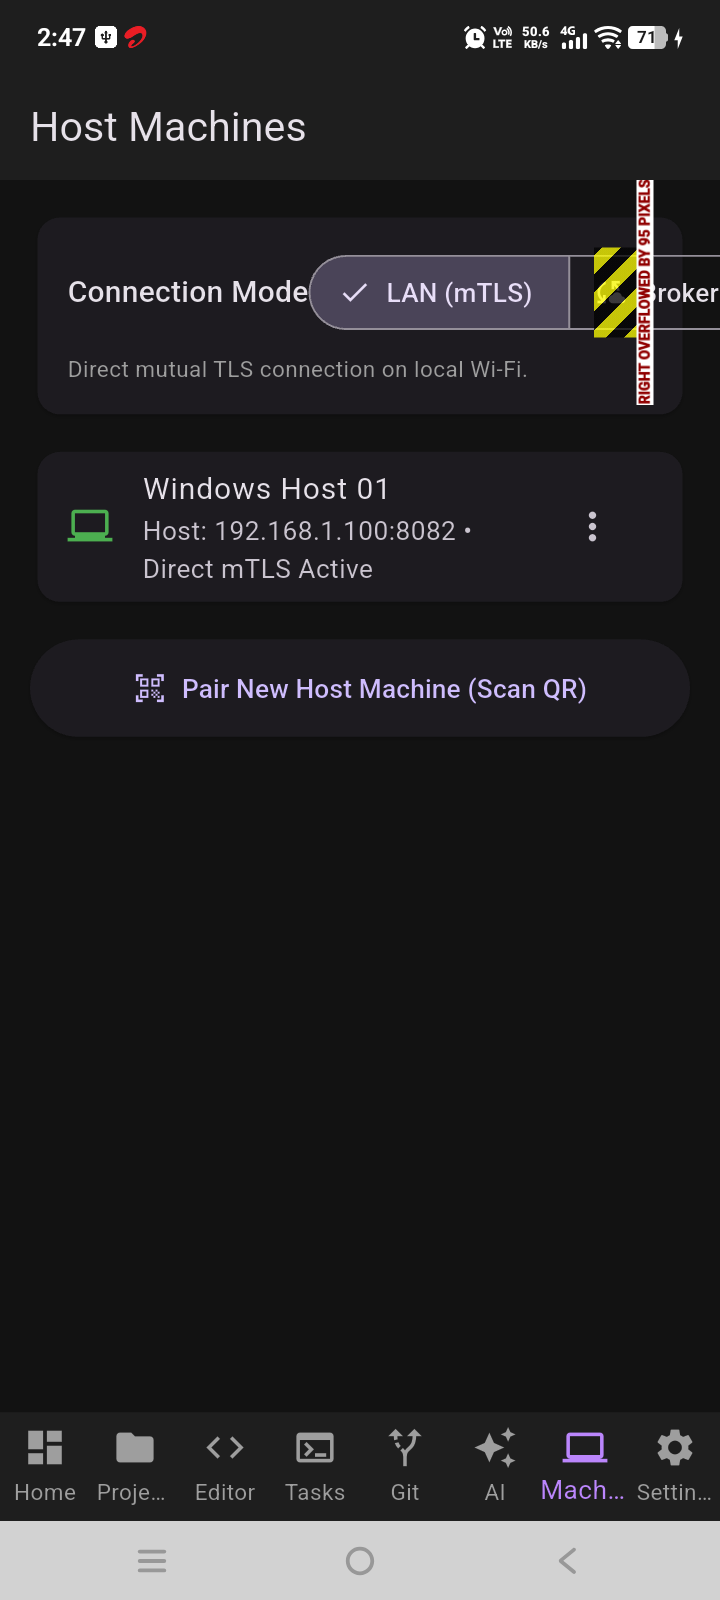 2:47
Vo)
LTE
50.6
KB/s
4G
71
Host Machines
Connection Mode
LAN (mTLS)
Broker
RIGHT OVERFLOWED BY 95 PIXELS
Direct mutual TLS connection on local Wi-Fi.
Windows Host 01
Host: 192.168.1.100:8082 •
Direct mTLS Active
Pair New Host Machine (Scan QR)
Home
Proje...
Editor
Tasks
Git
AI
Mach...
Settin...